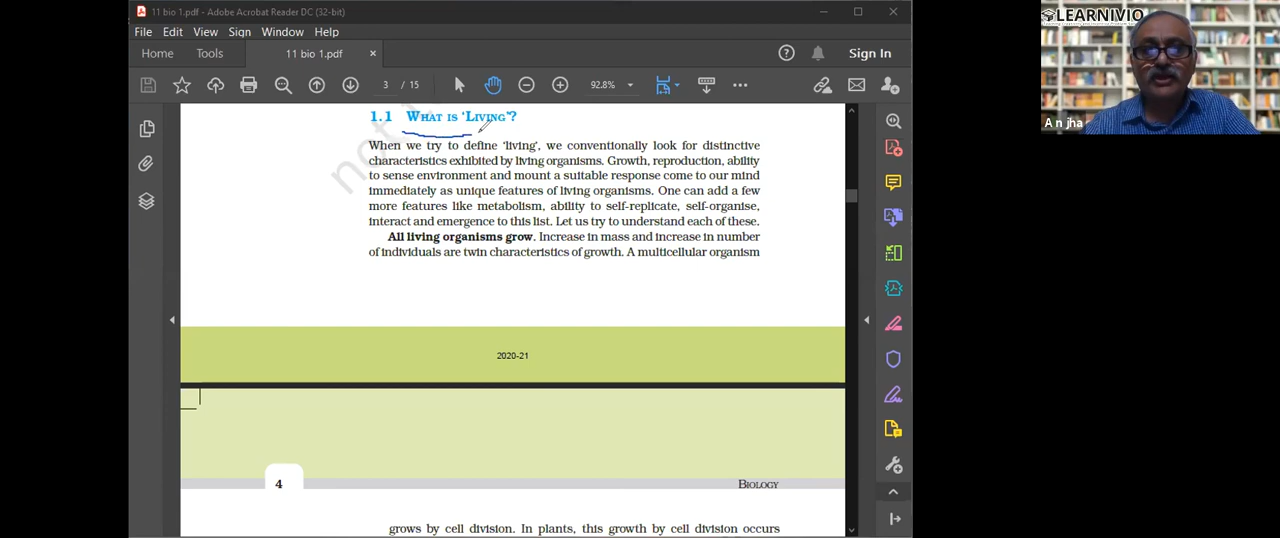 11 bio 1.pdf - Adobe Acrobat Reader DC (32-bit)
File Edit View Sign Window Help
Home Tools 11 bio 1.pdf × Sign In
3 / 15 92.8%
1.1 WHAT IS ‘LIVING’?
When we try to define ‘living’, we conventionally look for distinctive
characteristics exhibited by living organisms. Growth, reproduction, ability
to sense environment and mount a suitable response come to our mind
immediately as unique features of living organisms. One can add a few
more features like metabolism, ability to self-replicate, self-organise,
interact and emergence to this list. Let us try to understand each of these.
All living organisms grow. Increase in mass and increase in number
of individuals are twin characteristics of growth. A multicellular organism
2020-21
4 BIOLOGY
grows by cell division. In plants, this growth by cell division occurs
LEARNIVIO
A n jha